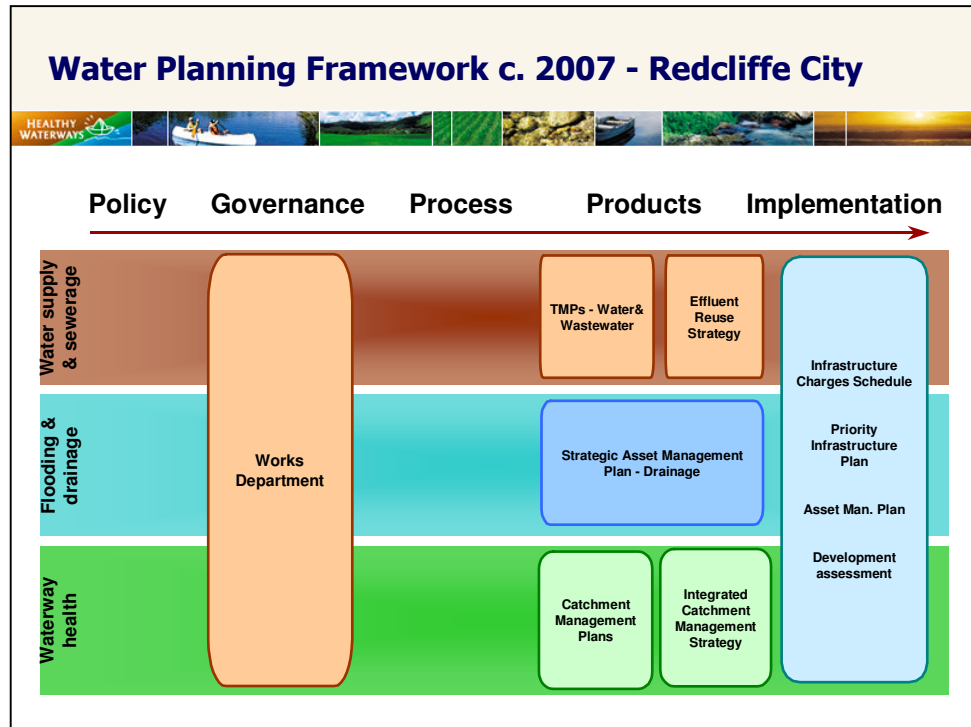 Water Planning Framework c. 2007 - Redcliffe City
HEALTHY
WATERWAYS
Policy Governance Process Products Implementation
Water supply
& sewerage
TMPs - Water&
Wastewater
Effluent
Reuse
Strategy
Flooding &
drainage
Works
Department
Strategic Asset Management
Plan - Drainage
Waterway
health
Catchment
Management
Plans
Integrated
Catchment
Management
Strategy
Infrastructure
Charges Schedule
Priority
Infrastructure
Plan
Asset Man. Plan
Development
assessment